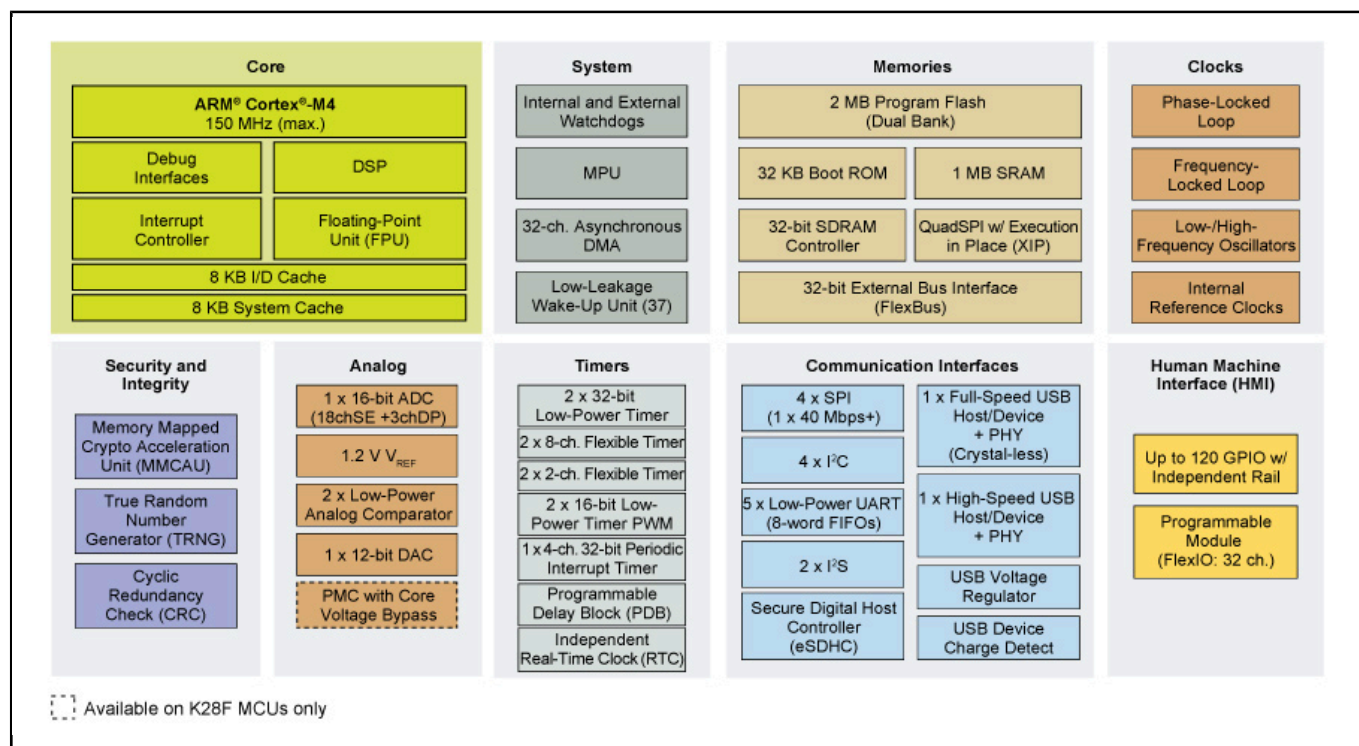 Core
ARM® Cortex®-M4
150 MHz (max.)
Debug
Interfaces
DSP
Interrupt
Controller
Floating-Point
Unit (FPU)
8 KB I/D Cache
8 KB System Cache
System
Internal and External
Watchdogs
MPU
32-ch. Asynchronous
DMA
Low-Leakage
Wake-Up Unit (37)
Memories
2 MB Program Flash
(Dual Bank)
32 KB Boot ROM
1 MB SRAM
32-bit SDRAM
Controller
QuadSPI w/ Execution
in Place (XIP)
32-bit External Bus Interface
(FlexBus)
Clocks
Phase-Locked
Loop
Frequency-
Locked Loop
Low-/High-
Frequency Oscillators
Internal
Reference Clocks
Security and
Integrity
Memory Mapped
Crypto Acceleration
Unit (MMCAU)
True Random
Number
Generator (TRNG)
Cyclic
Redundancy
Check (CRC)
Analog
1 x 16-bit ADC
(18chSE +3chDP)
1.2 V VREF
2 x Low-Power
Analog Comparator
1 x 12-bit DAC
PMC with Core
Voltage Bypass
Timers
2 x 32-bit
Low-Power Timer
2 x 8-ch. Flexible Timer
2 x 2-ch. Flexible Timer
2 x 16-bit Low-
Power Timer PWM
1 x 4-ch. 32-bit Periodic
Interrupt Timer
Programmable
Delay Block (PDB)
Independent
Real-Time Clock (RTC)
Communication Interfaces
4 x SPI
(1 x 40 Mbps+)
4 x I²C
5 x Low-Power UART
(8-word FIFOs)
2 x I²S
Secure Digital Host
Controller
(eSDHC)
1 x Full-Speed USB
Host/Device
+ PHY
(Crystal-less)
1 x High-Speed USB
Host/Device
+ PHY
USB Voltage
Regulator
USB Device
Charge Detect
Human Machine
Interface (HMI)
Up to 120 GPIO w/
Independent Rail
Programmable
Module
(FlexIO: 32 ch.)
Available on K28F MCUs only